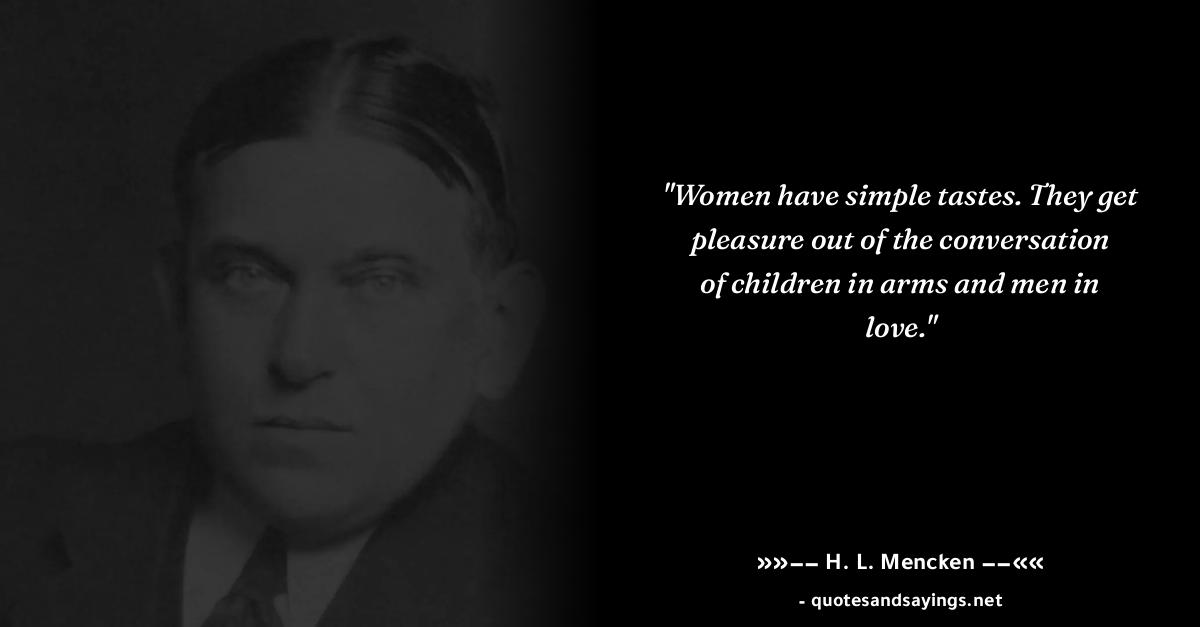 "Women have simple tastes. They get
pleasure out of the conversation
of children in arms and men in
love."
»»–– H. L. Mencken ––««
- quotesandsayings.net